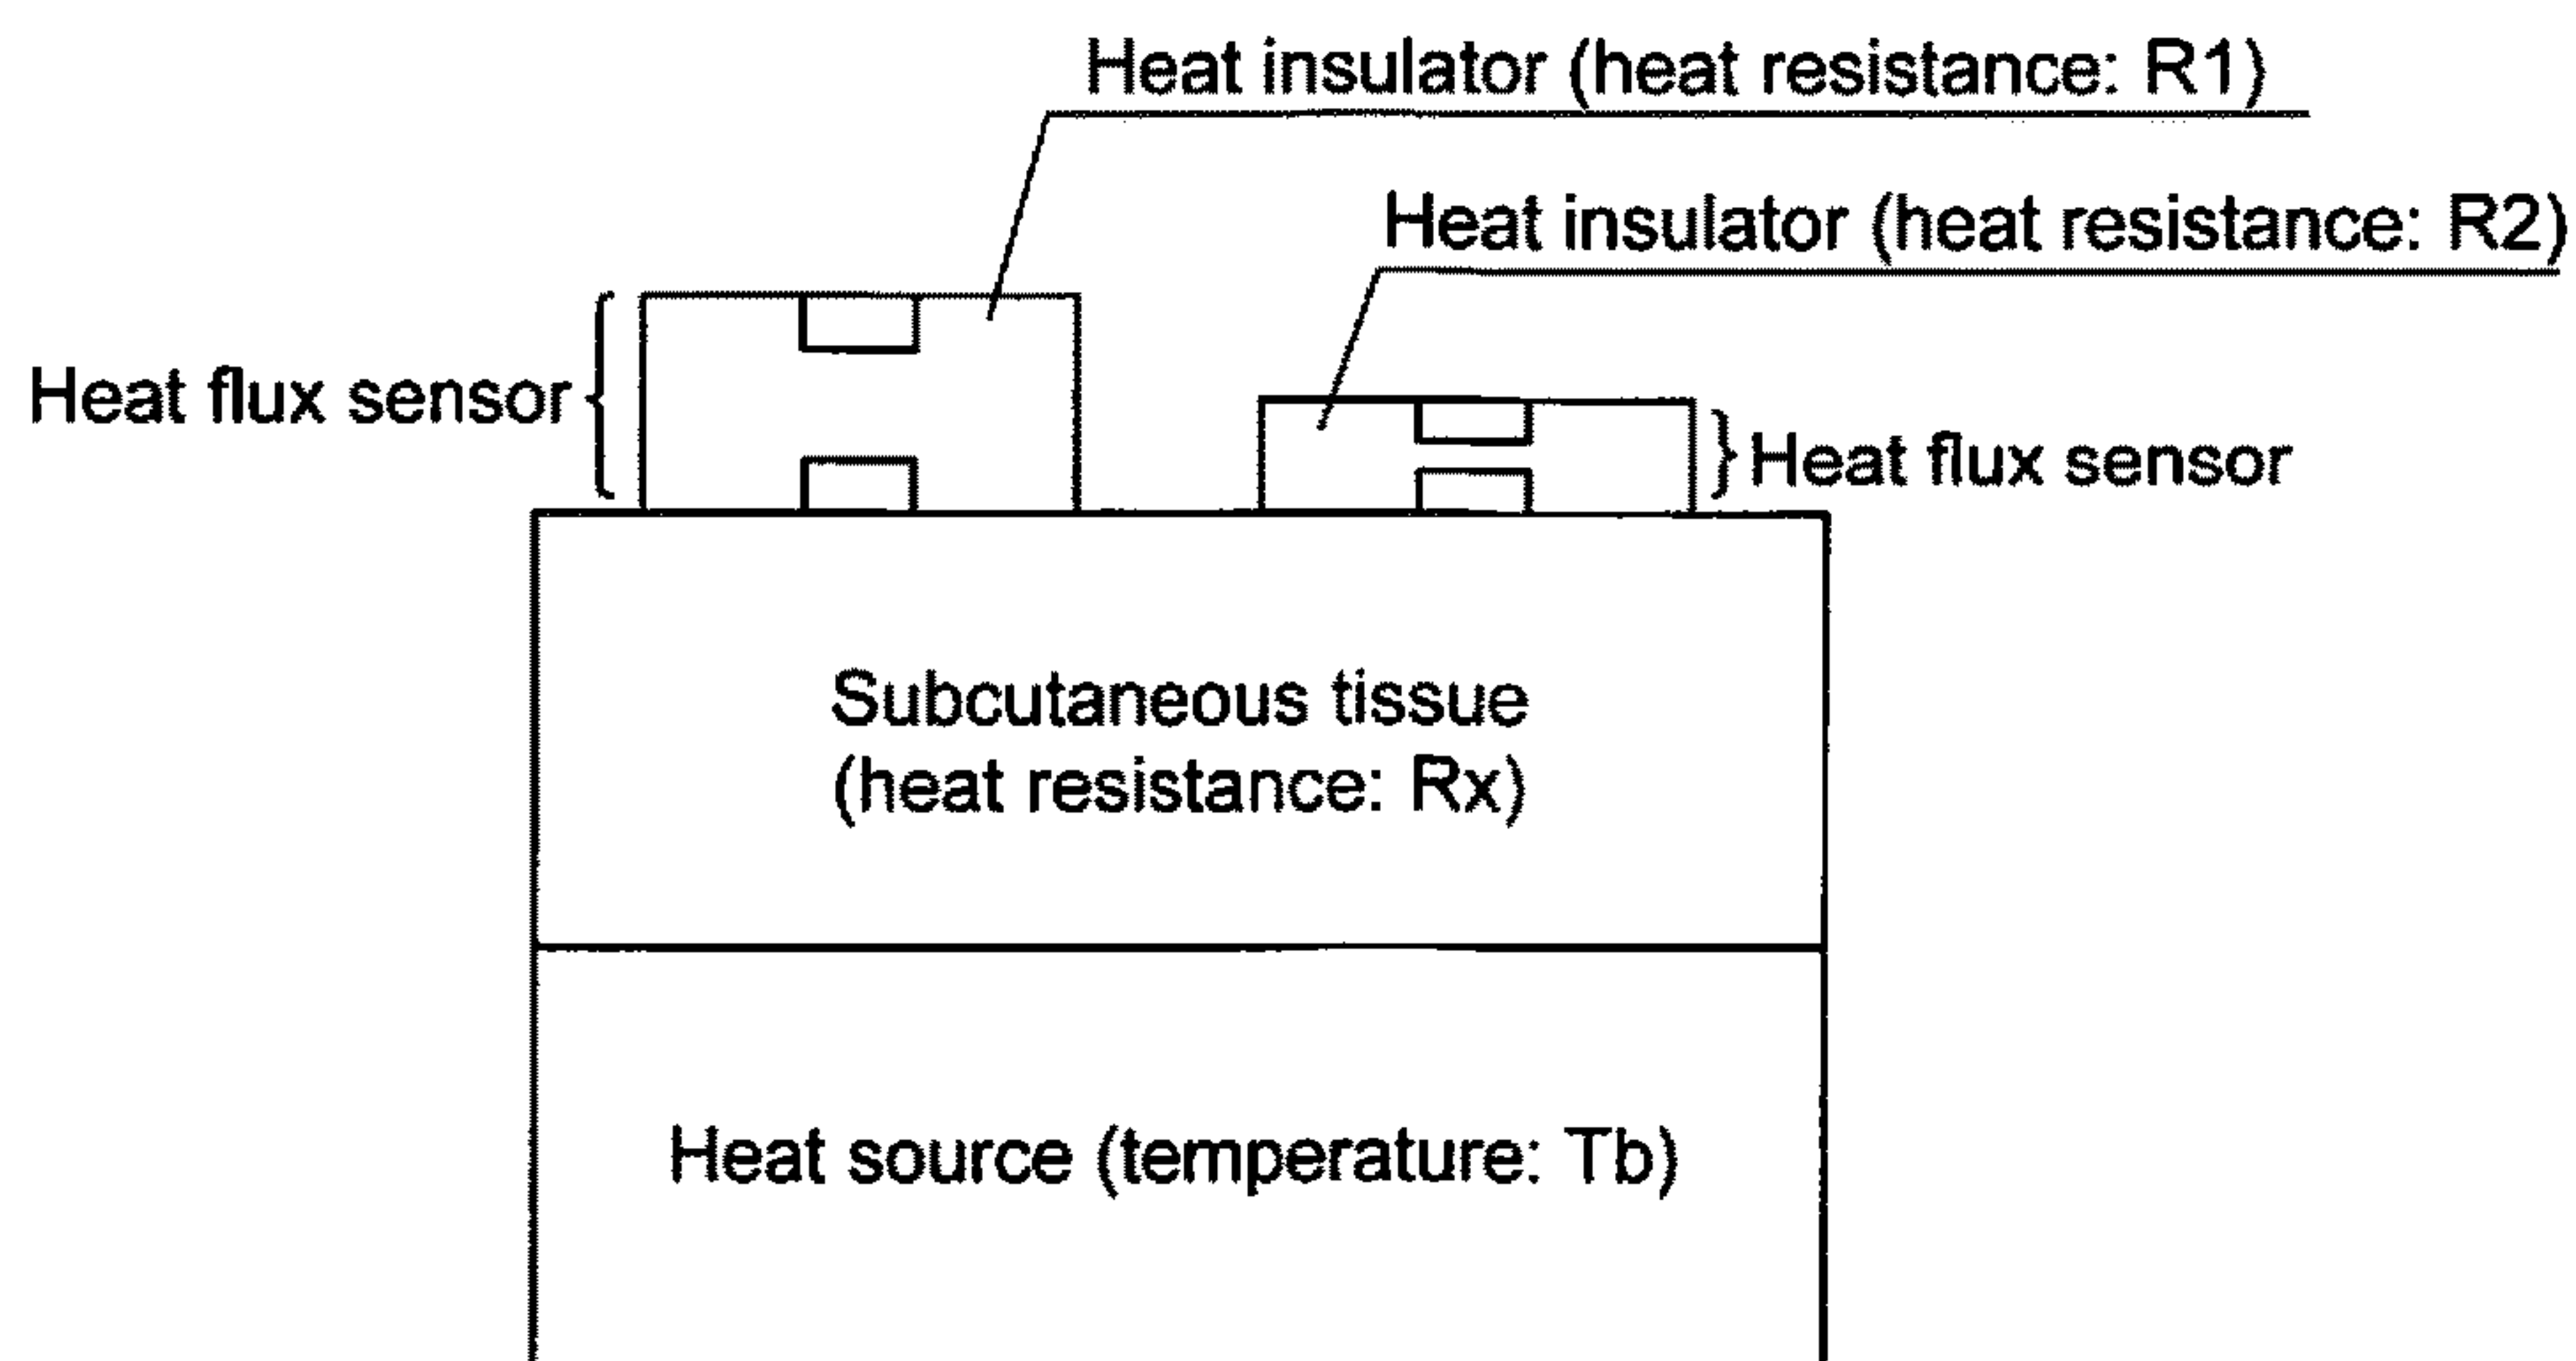 Heat insulator (heat resistance: R1)
Heat insulator (heat resistance: R2)
Heat flux sensor
Heat flux sensor
Subcutaneous tissue
(heat resistance: Rx)
Heat source (temperature: Tb)